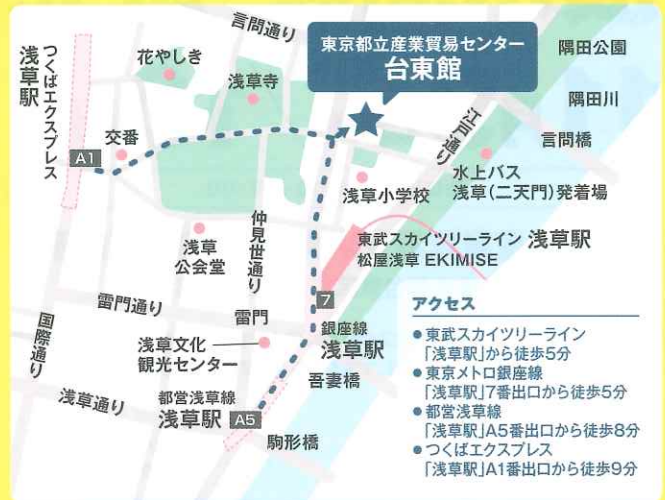 言問通り
東京都立産業貿易センター
台東館
隅田公園
隅田川
言問橋
花やしき
浅草寺
つくばエクスプレス
浅草駅
交番
A1
江戸通り
水上バス
浅草(二天門)発着場
浅草小学校
浅草
公会堂
仲見世通り
東武スカイツリーライン 浅草駅
松屋浅草 EKIMISE
7
雷門通り
雷門
銀座線
浅草駅
国際通り
浅草文化
観光センター
吾妻橋
浅草通り
都営浅草線
浅草駅
A5
駒形橋
アクセス
●東武スカイツリーライン
「浅草駅」から徒歩5分
●東京メトロ銀座線
「浅草駅」7番出口から徒歩5分
●都営浅草線
「浅草駅」A5番出口から徒歩8分
●つくばエクスプレス
「浅草駅」A1番出口から徒歩9分